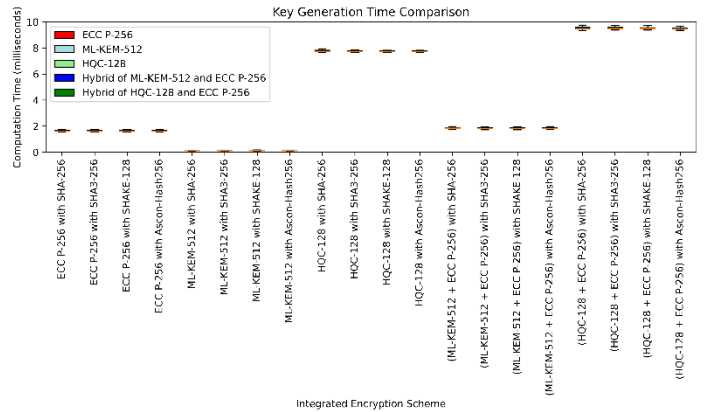 Key Generation Time Comparison
Computation Time (milliseconds)
10
8
6
4
2
0
ECC P-256
ML-KEM-512
HQC-128
Hybrid of ML-KEM-512 and ECC P-256
Hybrid of HQC-128 and ECC P-256
ECC P-256 with SHA-256
ECC P-256 with SHA3-256
ECC P-256 with SHAKE-128
ECC P-256 with Ascon-Hash256
ML-KEM-512 with SHA-256
ML-KEM-512 with SHA3-256
ML-KEM-512 with SHAKE-128
ML-KEM-512 with Ascon-Hash256
HQC-128 with SHA-256
HQC-128 with SHA3-256
HQC-128 with SHAKE-128
HQC-128 with Ascon-Hash256
(ML-KEM-512 + ECC P-256) with SHA-256
(ML-KEM-512 + ECC P-256) with SHA3-256
(ML-KEM-512 + ECC P-256) with SHAKE-128
(ML-KEM-512 + ECC P-256) with Ascon-Hash256
(HQC-128 + ECC P-256) with SHA-256
(HQC-128 + ECC P-256) with SHA3-256
(HQC-128 + ECC P-256) with SHAKE-128
(HQC-128 + ECC P-256) with Ascon-Hash256
Integrated Encryption Scheme